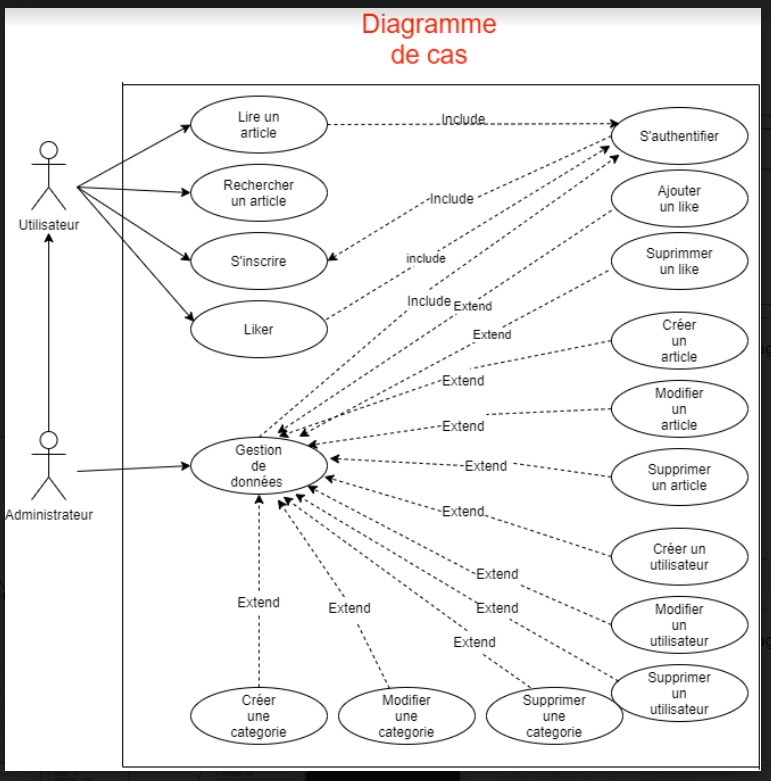 Diagramme
de cas
Lire un
article
Include
S'authentifier
Rechercher
un article
Ajouter
un like
Include
Utilisateur
S'inscrire
include
Suprimmer
un like
Liker
Include
Extend
Extend
Créer
un
article
Extend
Modifier
un
article
Extend
Gestion
de
données
Extend
Supprimer
un article
Administrateur
Extend
Créer un
utilisateur
Extend
Extend
Extend
Extend
Modifier
un
utilisateur
Extend
Supprimer
un
utilisateur
Créer
une
categorie
Modifier
une
categorie
Supprimer
une
categorie